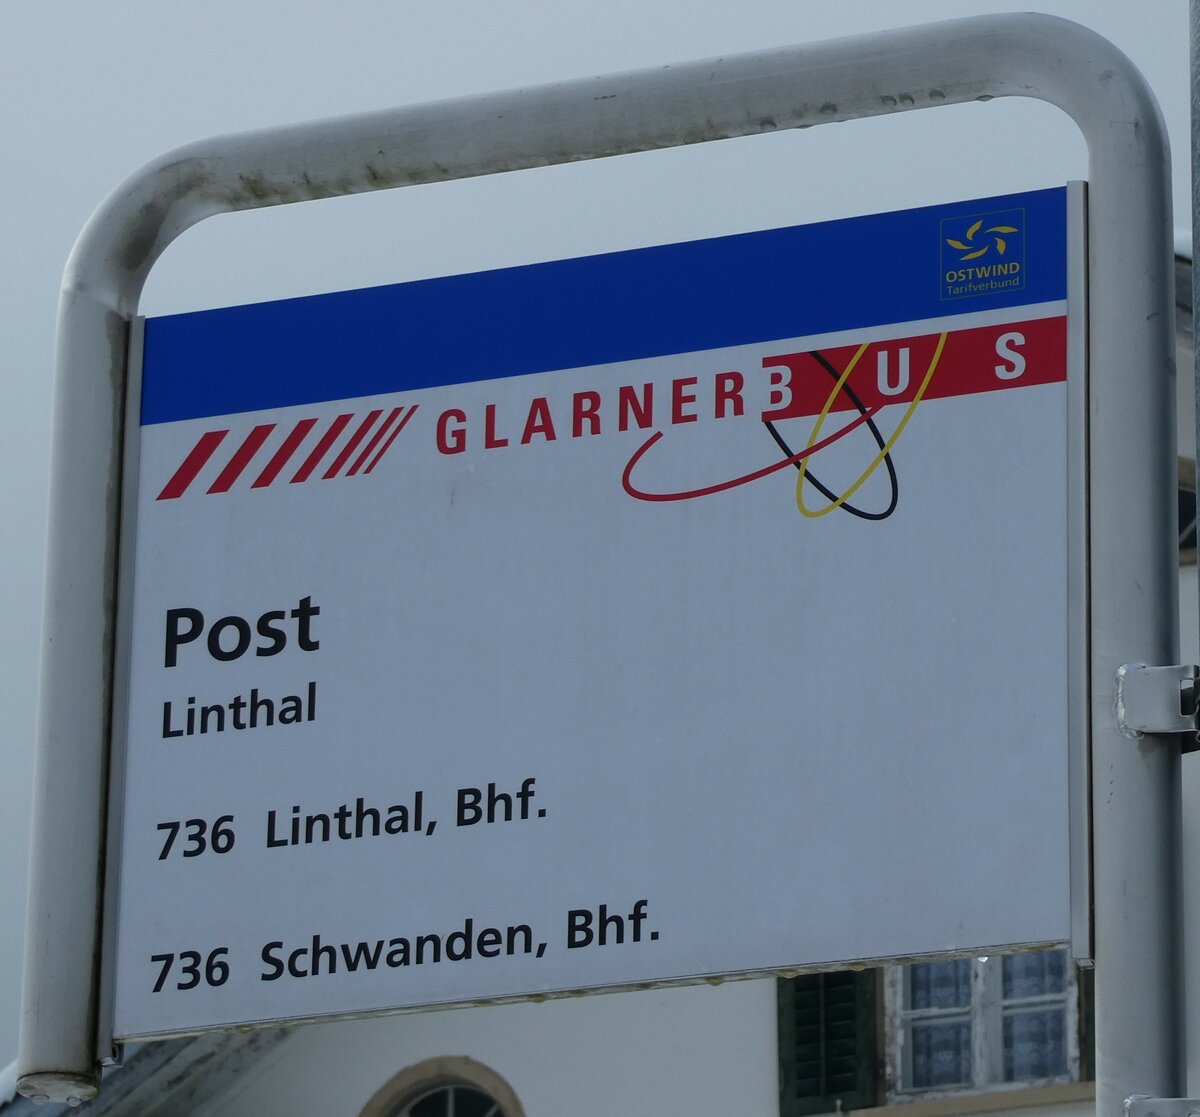 OSTWIND
Tarifverbund
GLARNERBUS
Post
Linthal
736 Linthal, Bhf.
736 Schwanden, Bhf.